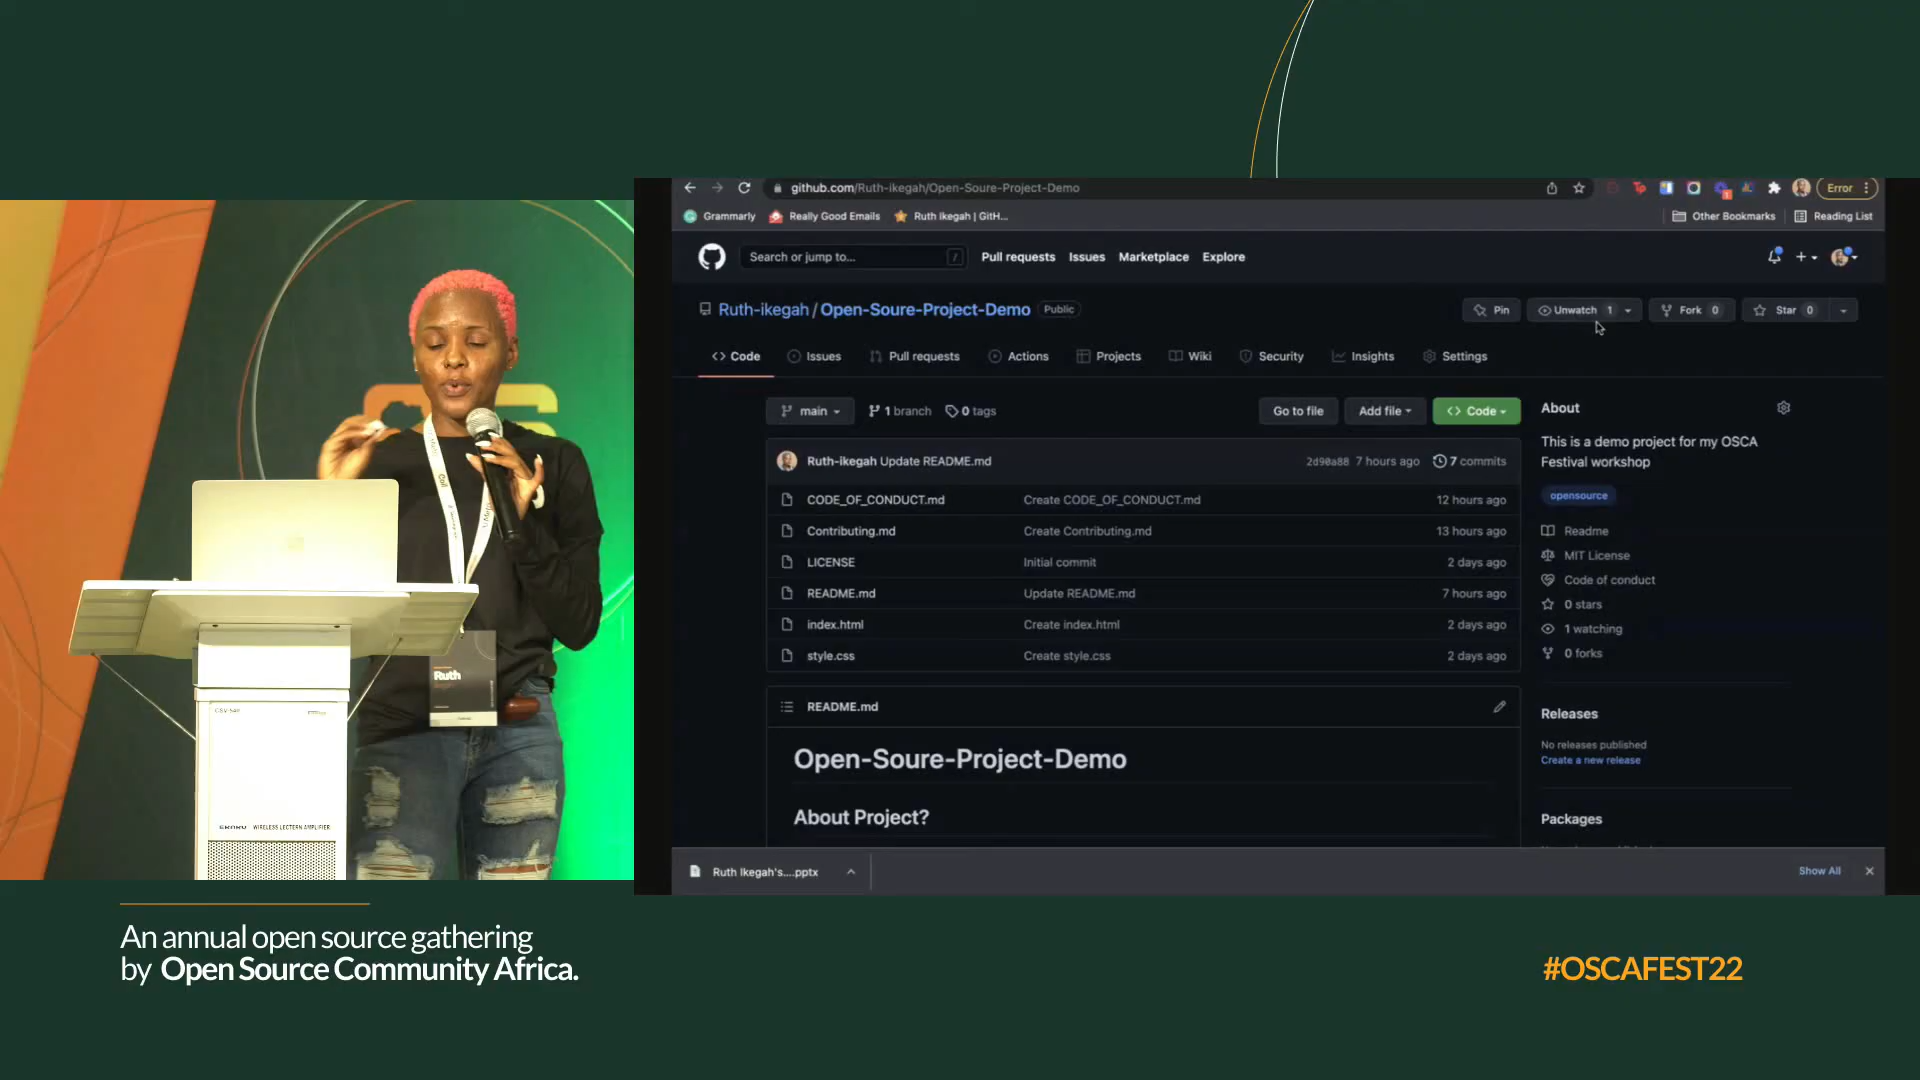 github.com/Ruth-ikegah/Open-Soure-Project-Demo
Error
Grammarly
Really Good Emails
Ruth Ikegah | GitH...
Other Bookmarks
Reading List
Search or jump to...
/
Pull requests
Issues
Marketplace
Explore
Ruth-ikegah / Open-Soure-Project-Demo
Public
Pin
Unwatch 1
Fork 0
Star 0
<> Code
Issues
Pull requests
Actions
Projects
Wiki
Security
Insights
Settings
main
1 branch
0 tags
Go to file
Add file
<> Code
Ruth-ikegah Update README.md
2d90a88 7 hours ago
7 commits
CODE_OF_CONDUCT.md Create CODE_OF_CONDUCT.md 12 hours ago
Contributing.md Create Contributing.md 13 hours ago
LICENSE Initial commit 2 days ago
README.md Update README.md 7 hours ago
index.html Create index.html 2 days ago
style.css Create style.css 2 days ago
README.md
Open-Soure-Project-Demo
About Project?
About
This is a demo project for my OSCA
Festival workshop
opensource
Readme
MIT License
Code of conduct
0 stars
1 watching
0 forks
Releases
No releases published
Create a new release
Packages
Ruth Ikegah's....pptx
Show All
Ruth
WIRELESS LECTERN AMPLIFIER
An annual open source gathering
by Open Source Community Africa.
#OSCAFEST22